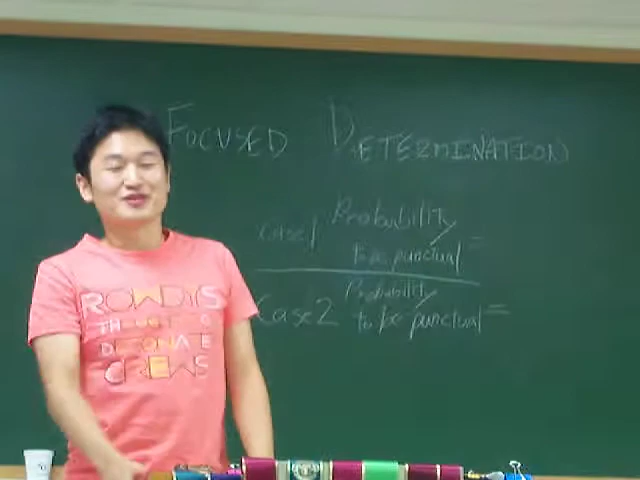 FOCUSED DETERMINATION
Case1 Probability
to be punctual =
Case2 Probability
to be punctual =
ROWDYS
CREWS